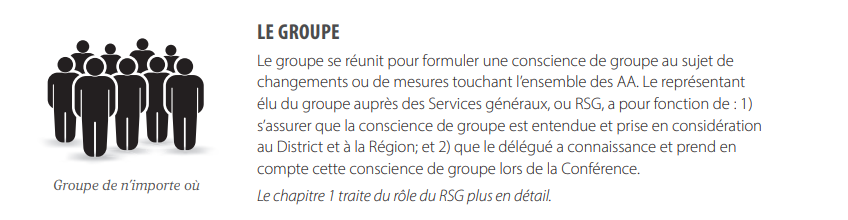 LE GROUPE
Le groupe se réunit pour formuler une conscience de groupe au sujet de
changements ou de mesures touchant l’ensemble des AA. Le représentant
élu du groupe auprès des Services généraux, ou RSG, a pour fonction de : 1)
s’assurer que la conscience de groupe est entendue et prise en considération
au District et à la Région; et 2) que le délégué a connaissance et prend en
compte cette conscience de groupe lors de la Conférence.
Le chapitre 1 traite du rôle du RSG plus en détail.
Groupe de n’importe où